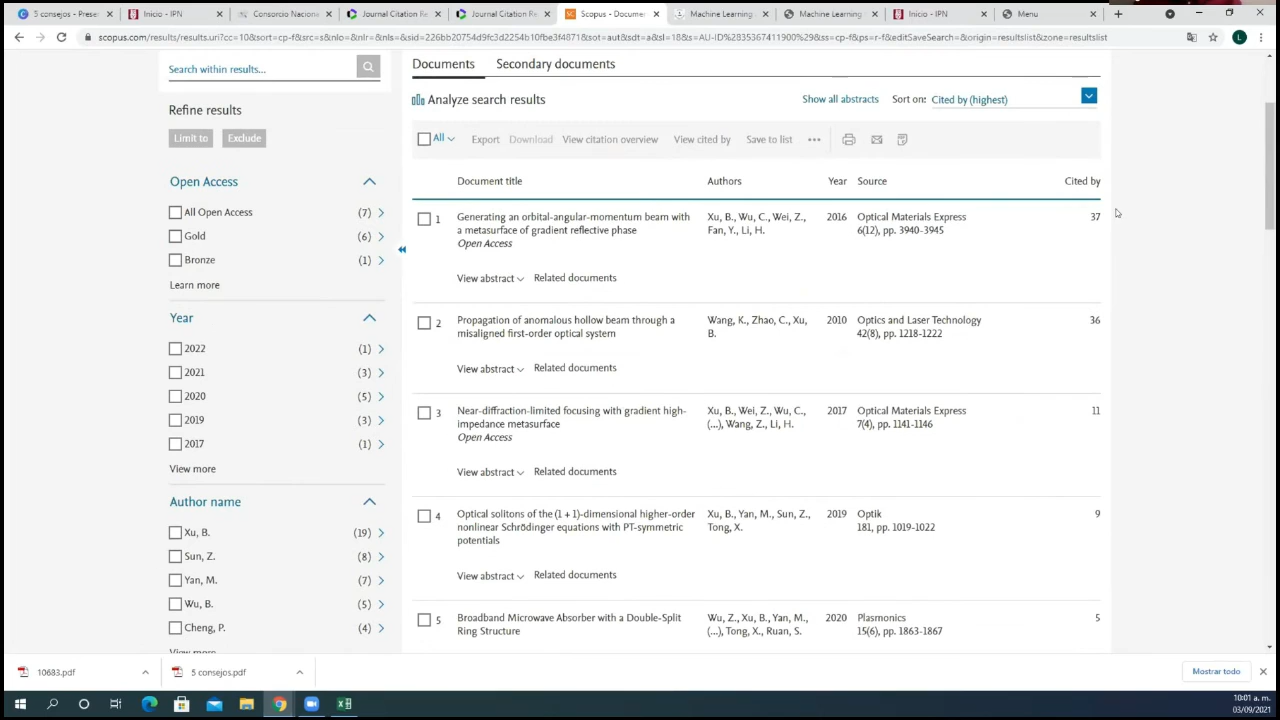 5 consejos - Prese
Inicio - IPN
Consorcio Nacion
Journal Citation Re
Journal Citation Re
SC Scopus - Docume
Machine Learning
Machine Learning
Inicio - IPN
Menu
scopus.com/results/results.uri?cc=10&sort=cp-f&src=s&nlo=&nlr=&nls=&sid=226bb20754d9fc3d2254b10fbe3f4871&sot=aut&sdt=a&sl=18&s=AU-ID%2835367411900%29&ss=cp-f&ps=r-f&editSaveSearch=&origin=resultslist&zone=resultslist
L
Search within results...
Documents Secondary documents
Analyze search results
Show all abstracts Sort on: Cited by (highest)
Refine results
Limit to Exclude
All Export Download View citation overview View cited by Save to list •••
Document title Authors Year Source Cited by
Open Access
All Open Access (7)
Gold (6)
Bronze (1)
Learn more
Year
2022 (1)
2021 (3)
2020 (5)
2019 (3)
2017 (1)
View more
Author name
Xu, B. (19)
Sun, Z. (8)
Yan, M. (7)
Wu, B. (5)
Cheng, P. (4)
View more
1 Generating an orbital-angular-momentum beam with Xu, B., Wu, C., Wei, Z., 2016 Optical Materials Express 37
a metasurface of gradient reflective phase Fan, Y., Li, H. 6(12), pp. 3940-3945
Open Access
View abstract Related documents
2 Propagation of anomalous hollow beam through a Wang, K., Zhao, C., Xu, 2010 Optics and Laser Technology 36
misaligned first-order optical system B. 42(8), pp. 1218-1222
View abstract Related documents
3 Near-diffraction-limited focusing with gradient high- Xu, B., Wei, Z., Wu, C., 2017 Optical Materials Express 11
impedance metasurface (...), Wang, Z., Li, H. 7(4), pp. 1141-1146
Open Access
View abstract Related documents
4 Optical solitons of the (1 + 1)-dimensional higher-order Xu, B., Yan, M., Sun, Z., 2019 Optik 9
nonlinear Schrödinger equations with PT-symmetric Tong, X. 181, pp. 1019-1022
potentials
View abstract Related documents
5 Broadband Microwave Absorber with a Double-Split Wu, Z., Xu, B., Yan, M., 2020 Plasmonics 5
Ring Structure (...), Tong, X., Ruan, S. 15(6), pp. 1863-1867
10683.pdf
5 consejos.pdf
Mostrar todo
10:01 a. m.
03/09/2021